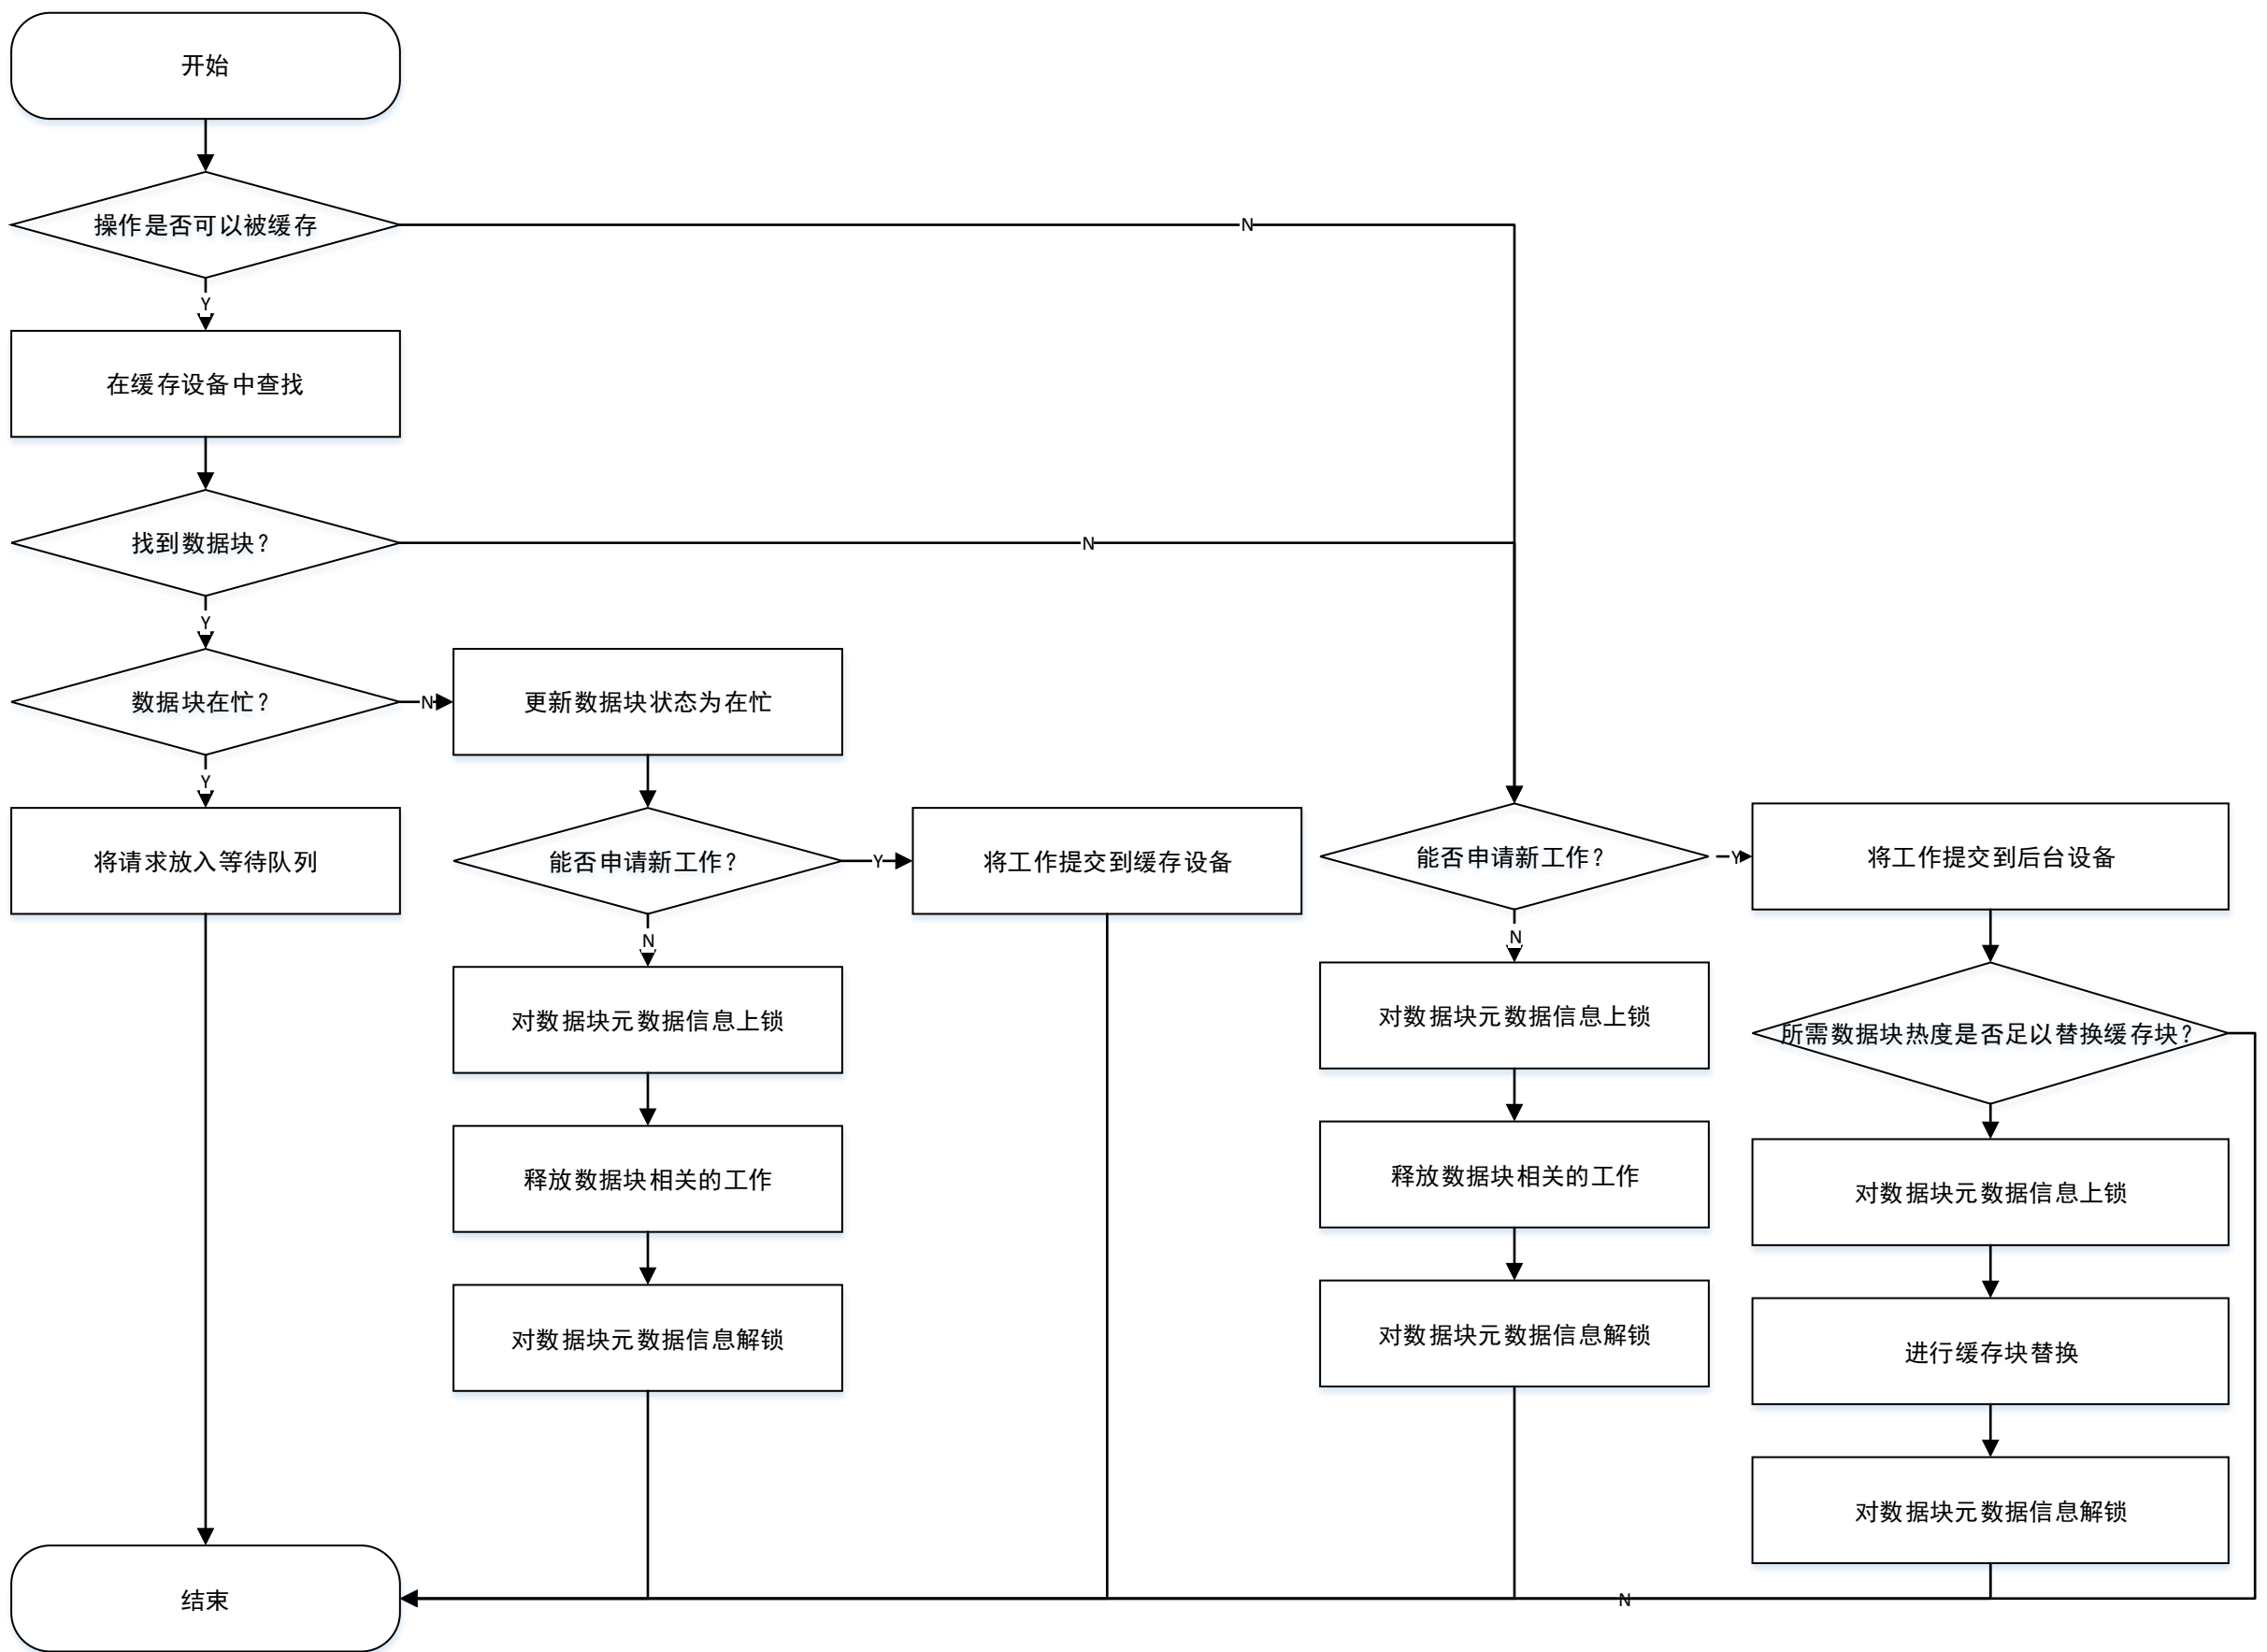 开始
操作是否可以被缓存
N
Y
在缓存设备中查找
找到数据块？
N
Y
数据块在忙？
N
更新数据块状态为在忙
Y
将请求放入等待队列
能否申请新工作？
Y
将工作提交到缓存设备
能否申请新工作？
Y
将工作提交到后台设备
N
N
对数据块元数据信息上锁
对数据块元数据信息上锁
所需数据块热度是否足以替换缓存块？
释放数据块相关的工作
释放数据块相关的工作
对数据块元数据信息上锁
对数据块元数据信息解锁
对数据块元数据信息解锁
进行缓存块替换
对数据块元数据信息解锁
结束
N